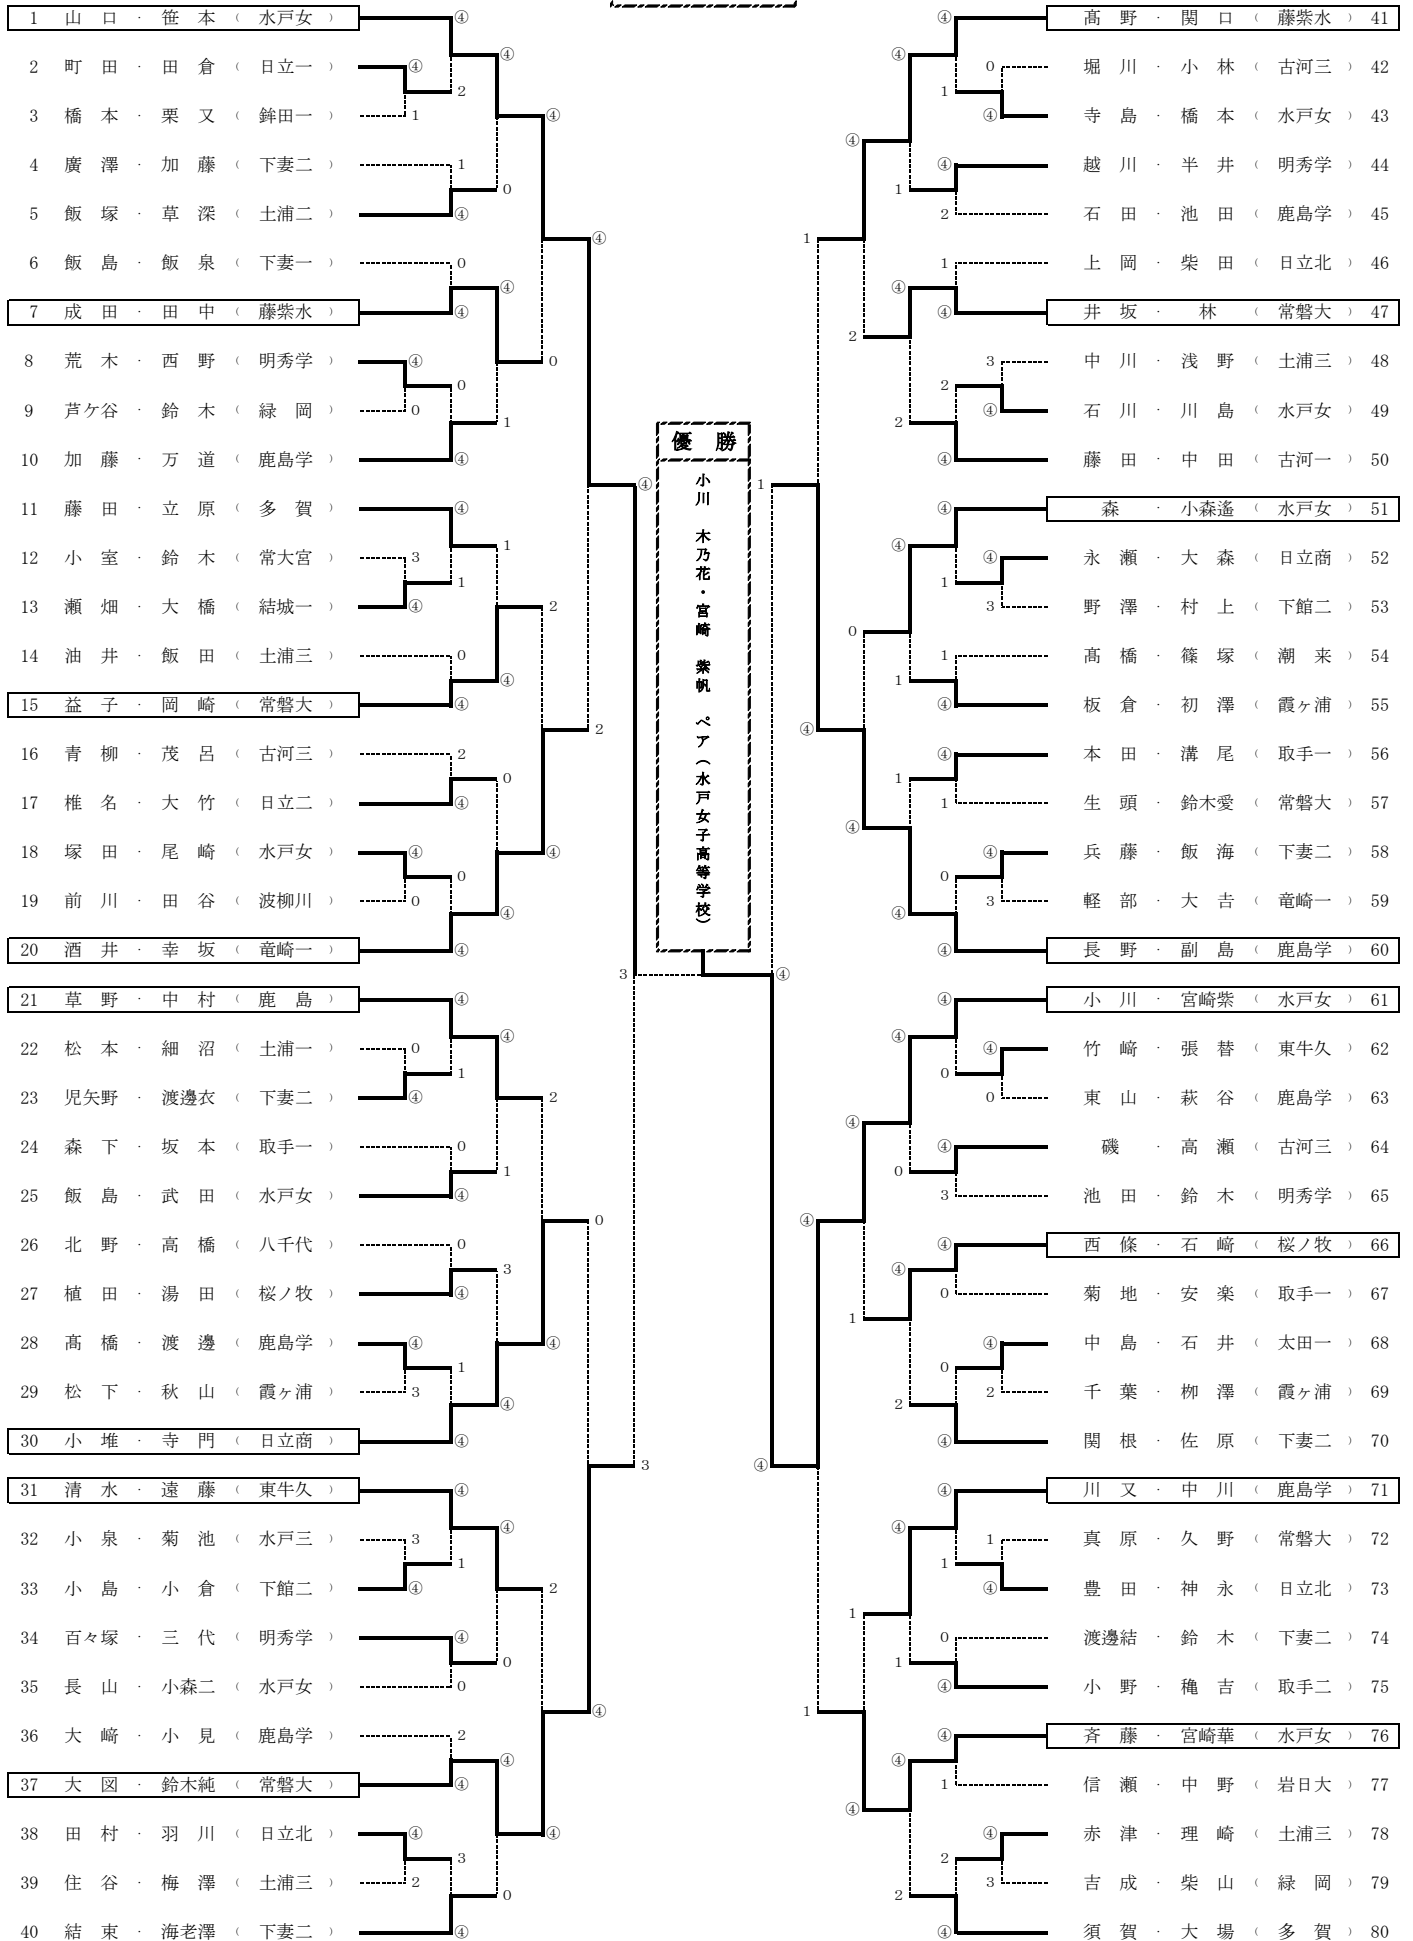 1 山口・笹本（水戸女）
2 町田・田倉（日立一）
3 橋本・栗又（鉾田一）
4 廣澤・加藤（下妻二）
5 飯塚・草深（土浦二）
6 飯島・飯泉（下妻一）
7 成田・田中（藤紫水）
8 荒木・西野（明秀学）
9 芦ケ谷・鈴木（緑岡）
10 加藤・万道（鹿島学）
11 藤田・立原（多賀）
12 小室・鈴木（常大宮）
13 瀬畑・大橋（結城一）
14 油井・飯田（土浦三）
15 益子・岡崎（常磐大）
16 青柳・茂呂（古河三）
17 椎名・大竹（日立二）
18 塚田・尾崎（水戸女）
19 前川・田谷（波柳川）
20 酒井・幸坂（竜崎一）
21 草野・中村（鹿島）
22 松本・細沼（土浦一）
23 児矢野・渡邊衣（下妻二）
24 森下・坂本（取手一）
25 飯島・武田（水戸女）
26 北野・高橋（八千代）
27 植田・湯田（桜ノ牧）
28 髙橋・渡邊（鹿島学）
29 松下・秋山（霞ヶ浦）
30 小堆・寺門（日立商）
31 清水・遠藤（東牛久）
32 小泉・菊池（水戸三）
33 小島・小倉（下館二）
34 百々塚・三代（明秀学）
35 長山・小森二（水戸女）
36 大﨑・小見（鹿島学）
37 大図・鈴木純（常磐大）
38 田村・羽川（日立北）
39 住谷・梅澤（土浦三）
40 結束・海老澤（下妻二）
優勝
小川 木乃花・宮崎 紫帆 ペア（水戸女子高等学校）
髙野・関口（藤紫水）41
堀川・小林（古河三）42
寺島・橋本（水戸女）43
越川・半井（明秀学）44
石田・池田（鹿島学）45
上岡・柴田（日立北）46
井坂・林（常磐大）47
中川・浅野（土浦三）48
石川・川島（水戸女）49
藤田・中田（古河一）50
森・小森遙（水戸女）51
永瀬・大森（日立商）52
野澤・村上（下館二）53
髙橋・篠塚（潮来）54
板倉・初澤（霞ヶ浦）55
本田・溝尾（取手一）56
生頭・鈴木愛（常磐大）57
兵藤・飯海（下妻二）58
軽部・大吉（竜崎一）59
長野・副島（鹿島学）60
小川・宮崎紫（水戸女）61
竹﨑・張替（東牛久）62
東山・萩谷（鹿島学）63
磯・高瀬（古河三）64
池田・鈴木（明秀学）65
西條・石﨑（桜ノ牧）66
菊地・安楽（取手一）67
中島・石井（太田一）68
千葉・栁澤（霞ヶ浦）69
関根・佐原（下妻二）70
川又・中川（鹿島学）71
真原・久野（常磐大）72
豊田・神永（日立北）73
渡邊結・鈴木（下妻二）74
小野・穐吉（取手二）75
斉藤・宮崎華（水戸女）76
信瀬・中野（岩日大）77
赤津・理崎（土浦三）78
吉成・柴山（緑岡）79
須賀・大場（多賀）80